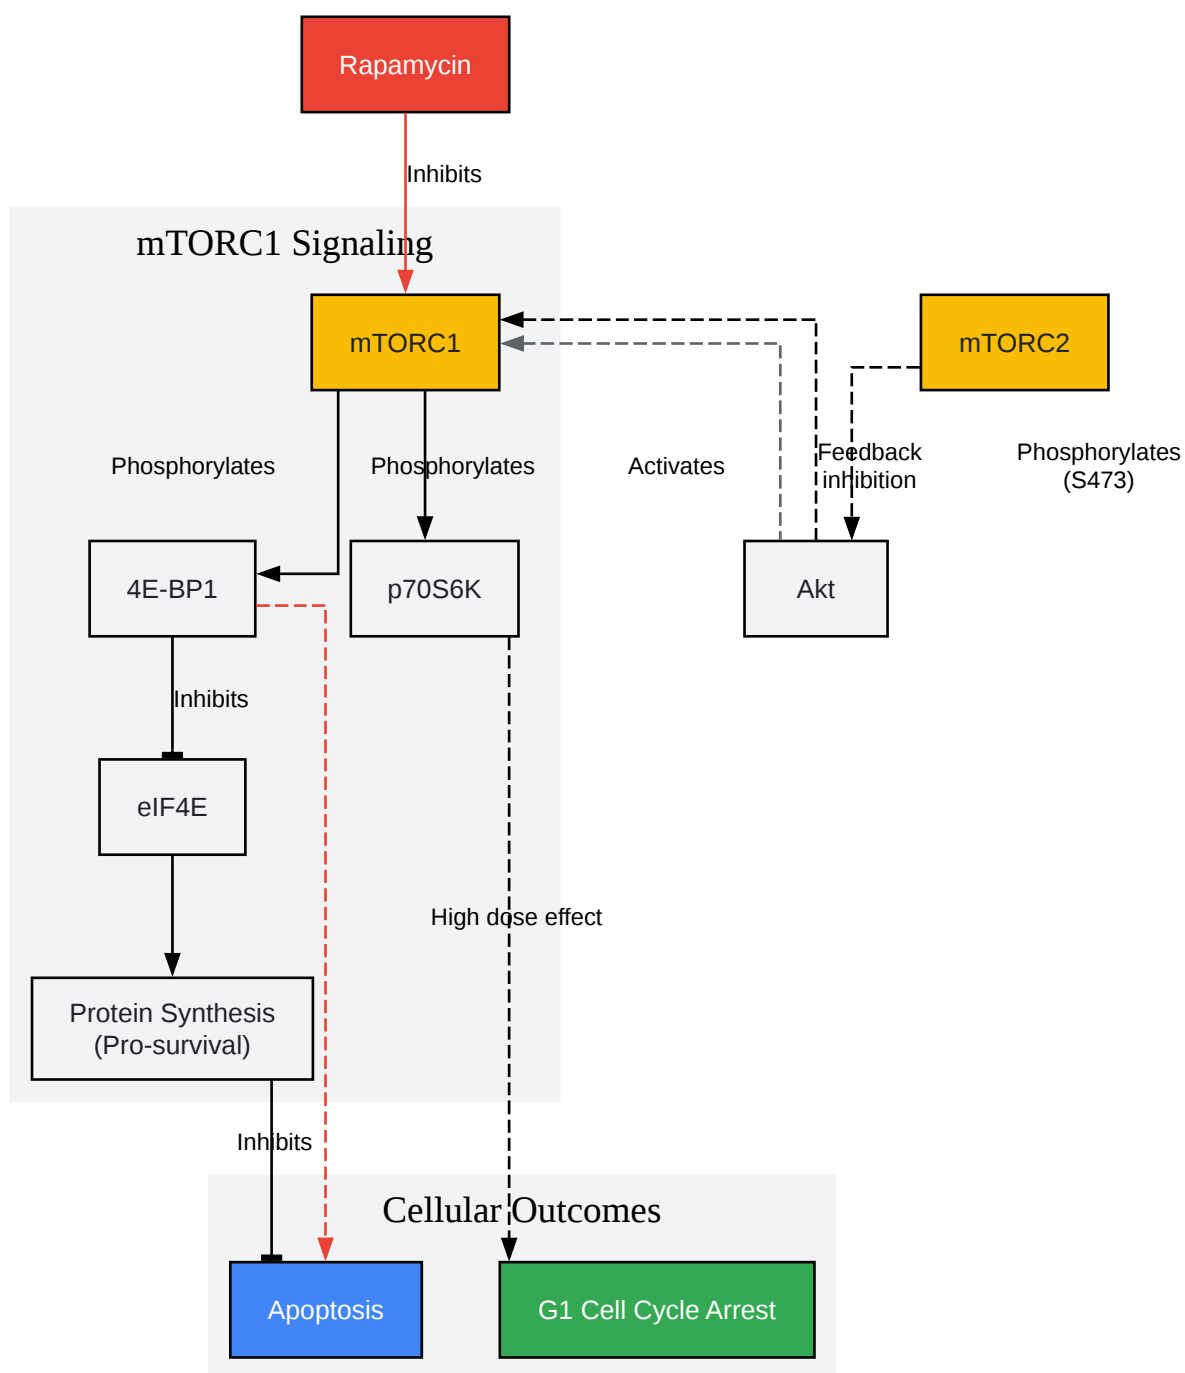 Rapamycin
Inhibits
mTORC1 Signaling
mTORC1
mTORC2
Phosphorylates
Phosphorylates
Activates
Feedback
inhibition
Phosphorylates
(S473)
4E-BP1
p70S6K
Akt
Inhibits
eIF4E
High dose effect
Protein Synthesis
(Pro-survival)
Inhibits
Cellular Outcomes
Apoptosis
G1 Cell Cycle Arrest